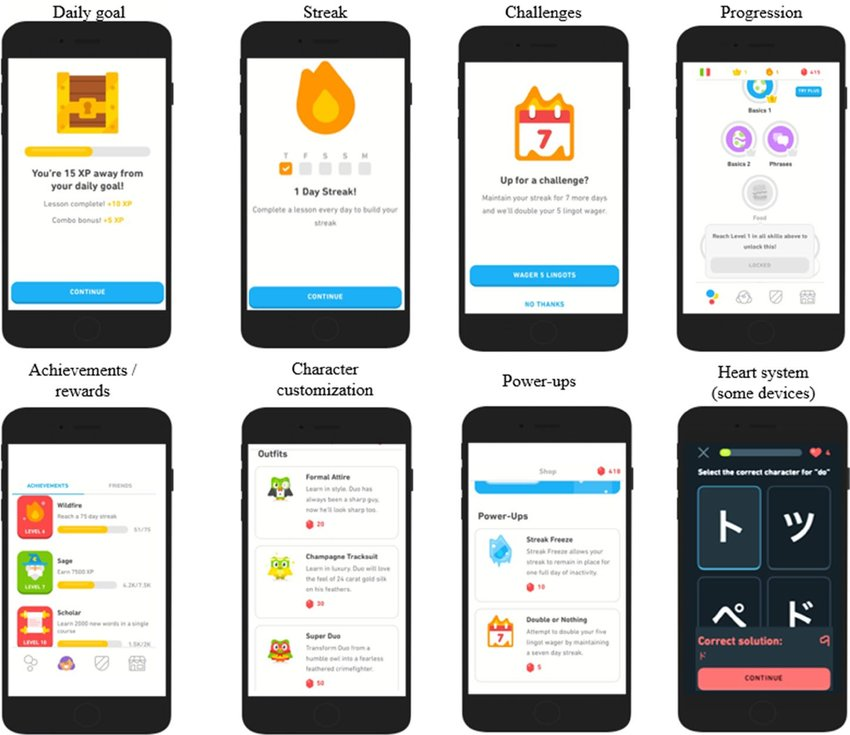 Daily goal
You're 15 XP away from
your daily goal!
Lesson complete! +10 XP
Combo bonus! +5 XP
CONTINUE
Streak
T F S S M
1 Day Streak!
Complete a lesson every day to build your
streak
CONTINUE
Challenges
7
Up for a challenge?
Maintain your streak for 7 more days
and we'll double your 5 lingot wager.
WAGER 5 LINGOTS
NO THANKS
Progression
1 1 415
TRY PLUS
Basics 1
Basics 2 Phrases
Food
Reach Level 1 in all skills above to
unlock this!
LOCKED
Achievements /
rewards
ACHIEVEMENTS FRIENDS
Wildfire
Reach a 75 day streak
51/75
LEVEL 6
Sage
Earn 7500 XP
4.2K/7.5K
LEVEL 7
Scholar
Learn 2000 new words in a single
course
1.5K/2K
LEVEL 10
Character
customization
Outfits
Formal Attire
Learn in style. Duo has
always been a sharp guy,
now he'll look sharp too.
20
Champagne Tracksuit
Learn in luxury. Duo will love
the feel of 24 carat gold silk
on his feathers.
30
Super Duo
Transform Duo from a
humble owl into a fearless
feathered crimefighter.
50
Power-ups
Shop 418
Power-Ups
Streak Freeze
Streak Freeze allows your
streak to remain in place for
one full day of inactivity.
10
7
Double or Nothing
Attempt to double your five
lingot wager by maintaining
a seven day streak.
5
Heart system
(some devices)
4
Select the correct character for "do"
ト ツ
ペ ド
Correct solution:
ド
CONTINUE